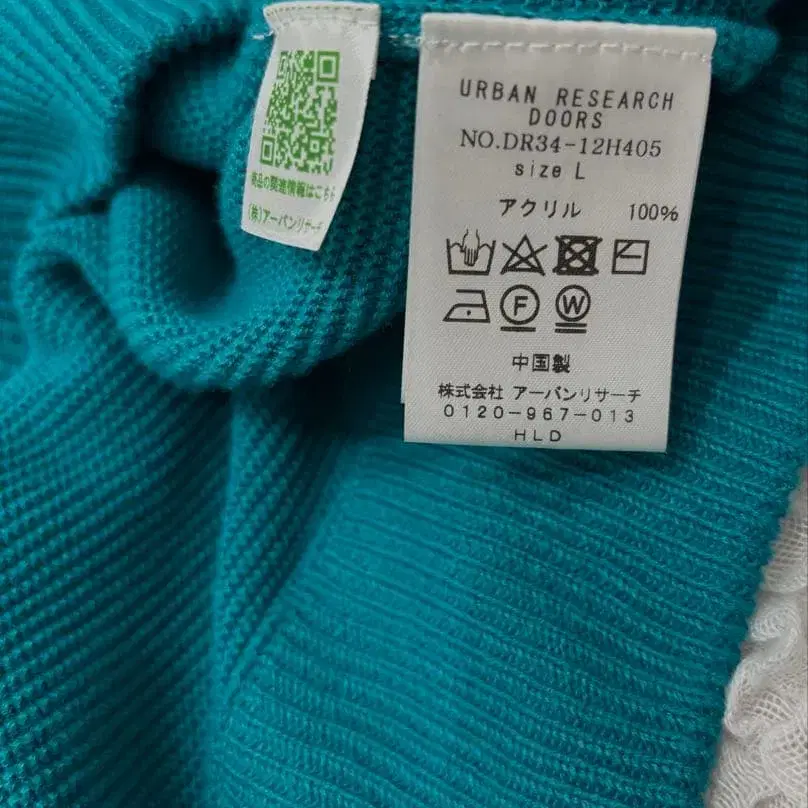 商品の関連情報はこちら
(株)アーバンリサーチ
URBAN RESEARCH
DOORS
NO.DR34-12H405
size L
アクリル 100%
F W
中国製
株式会社 アーバンリサーチ
0120-967-013
HLD